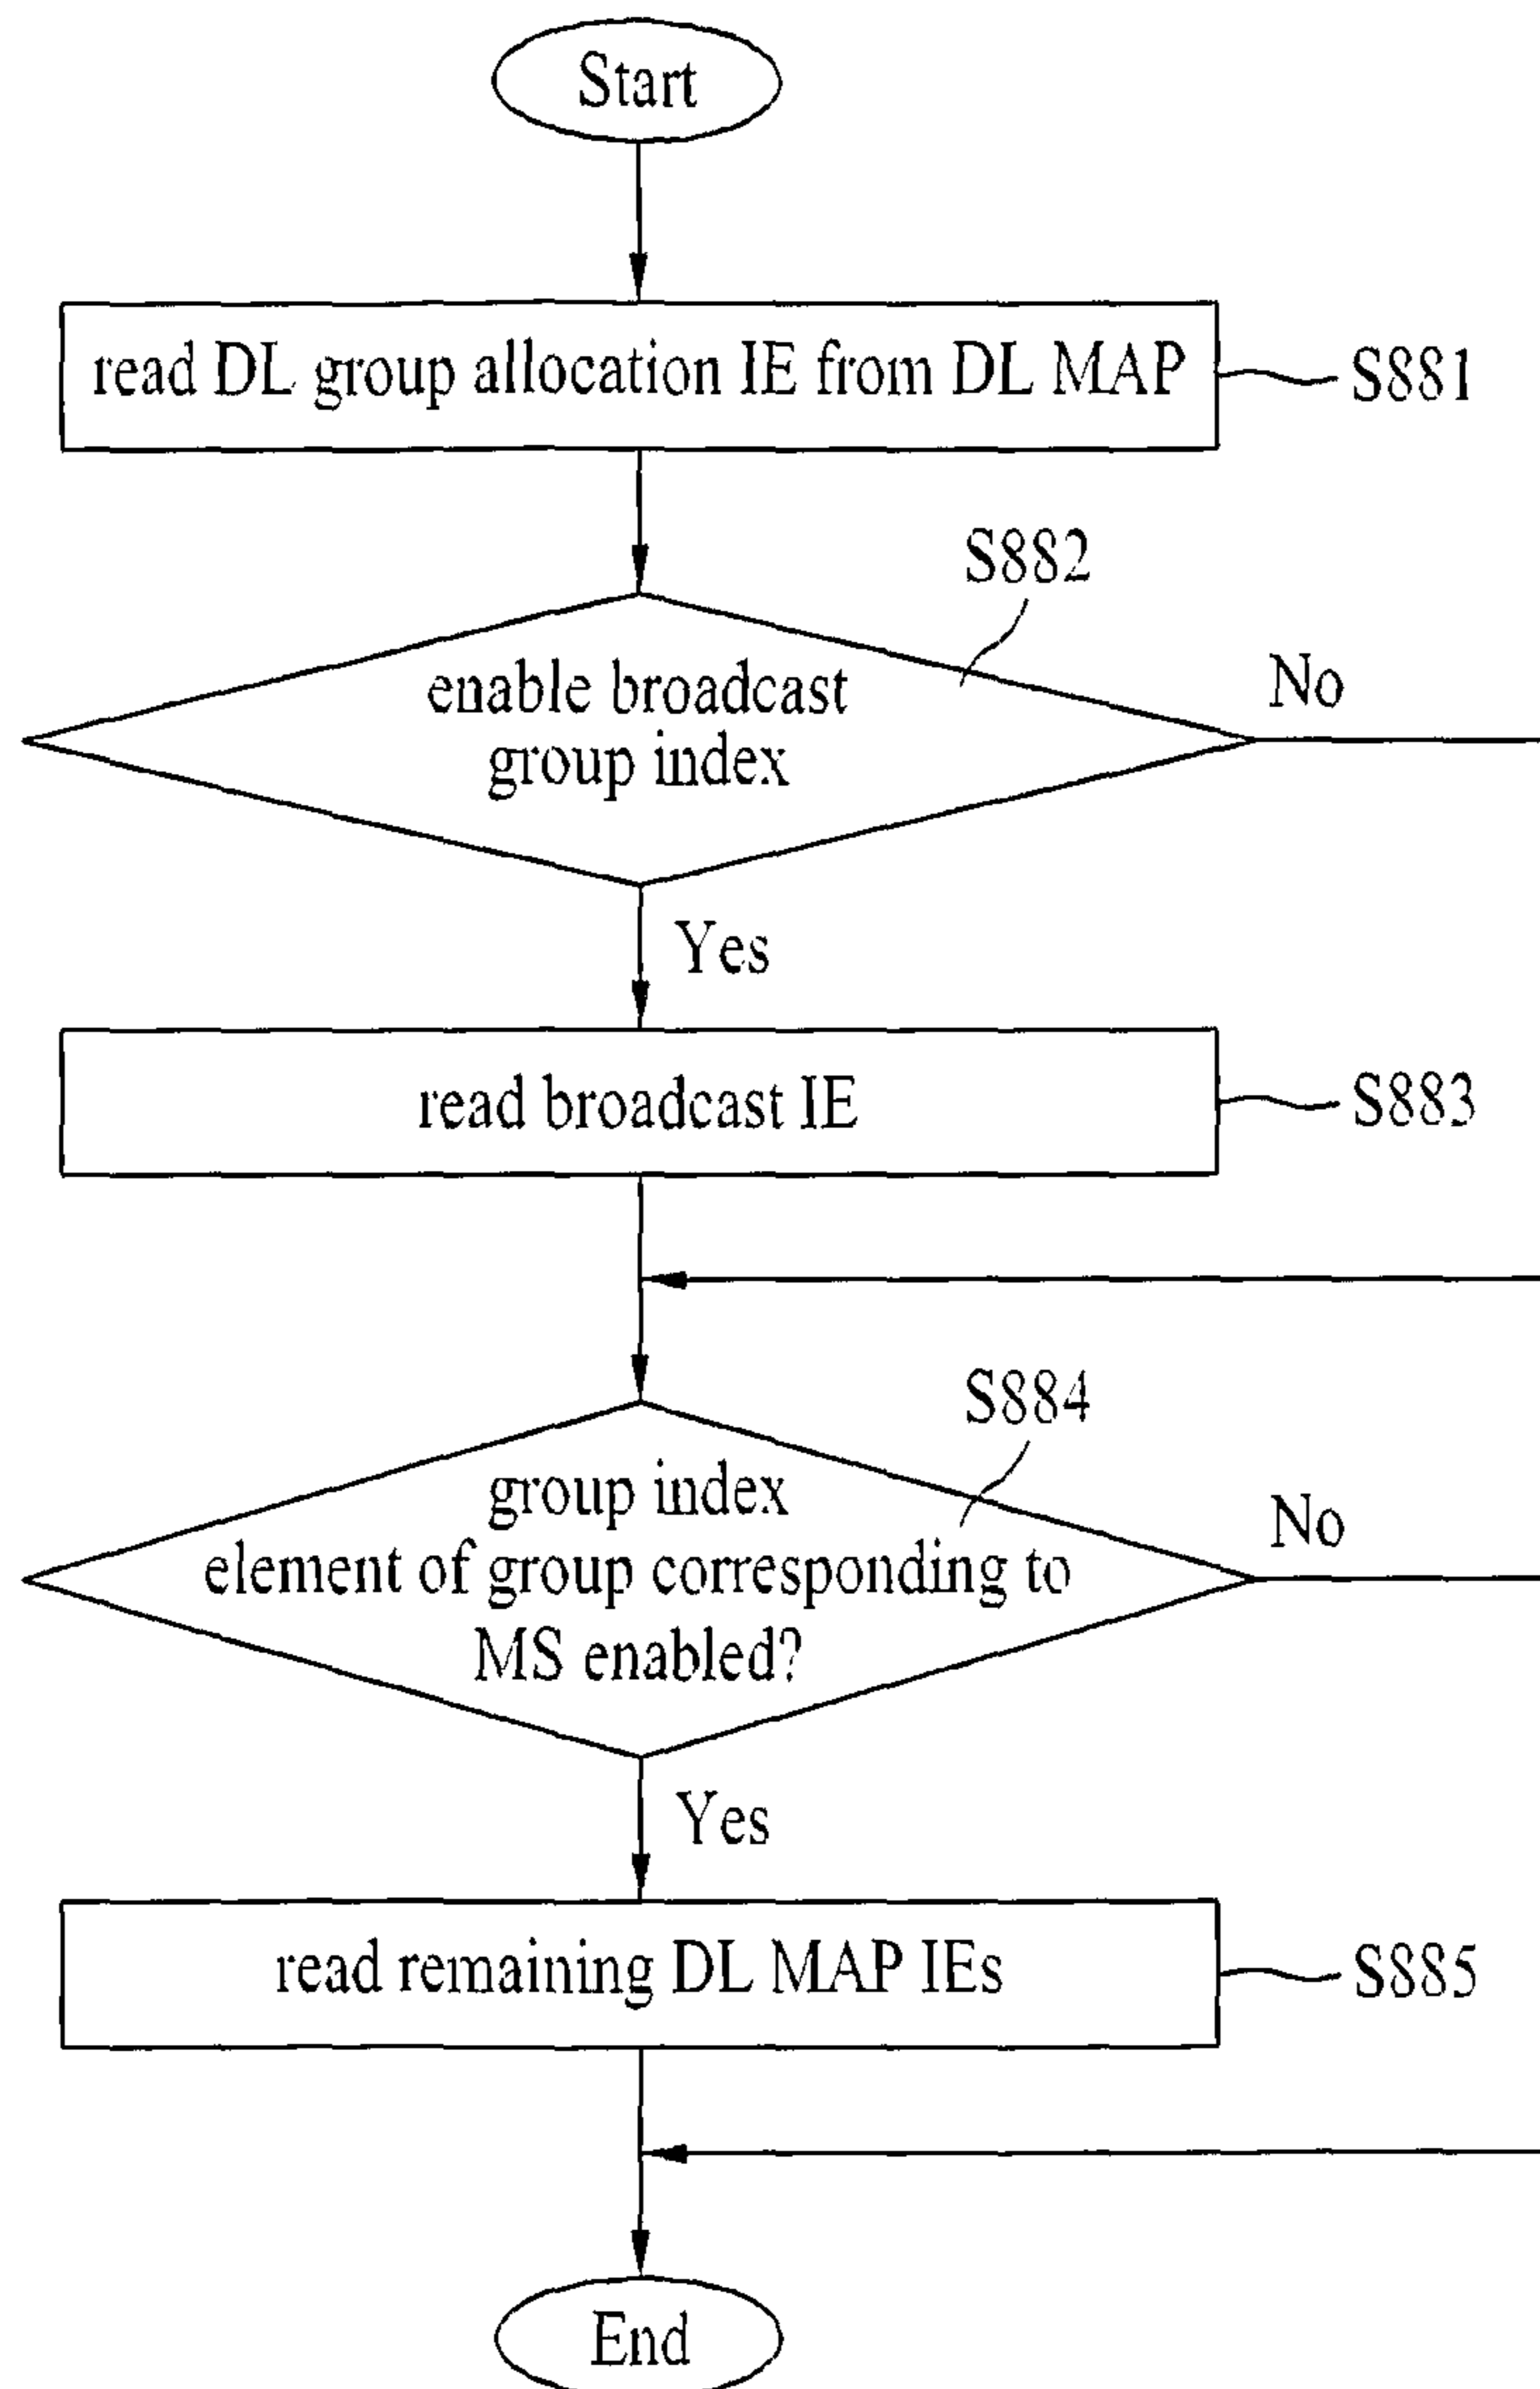 Start
read DL group allocation IE from DL MAP
S881
S882
enable broadcast
group index
No
Yes
read broadcast IE
S883
S884
group index
element of group corresponding to
MS enabled?
No
Yes
read remaining DL MAP IEs
S885
End